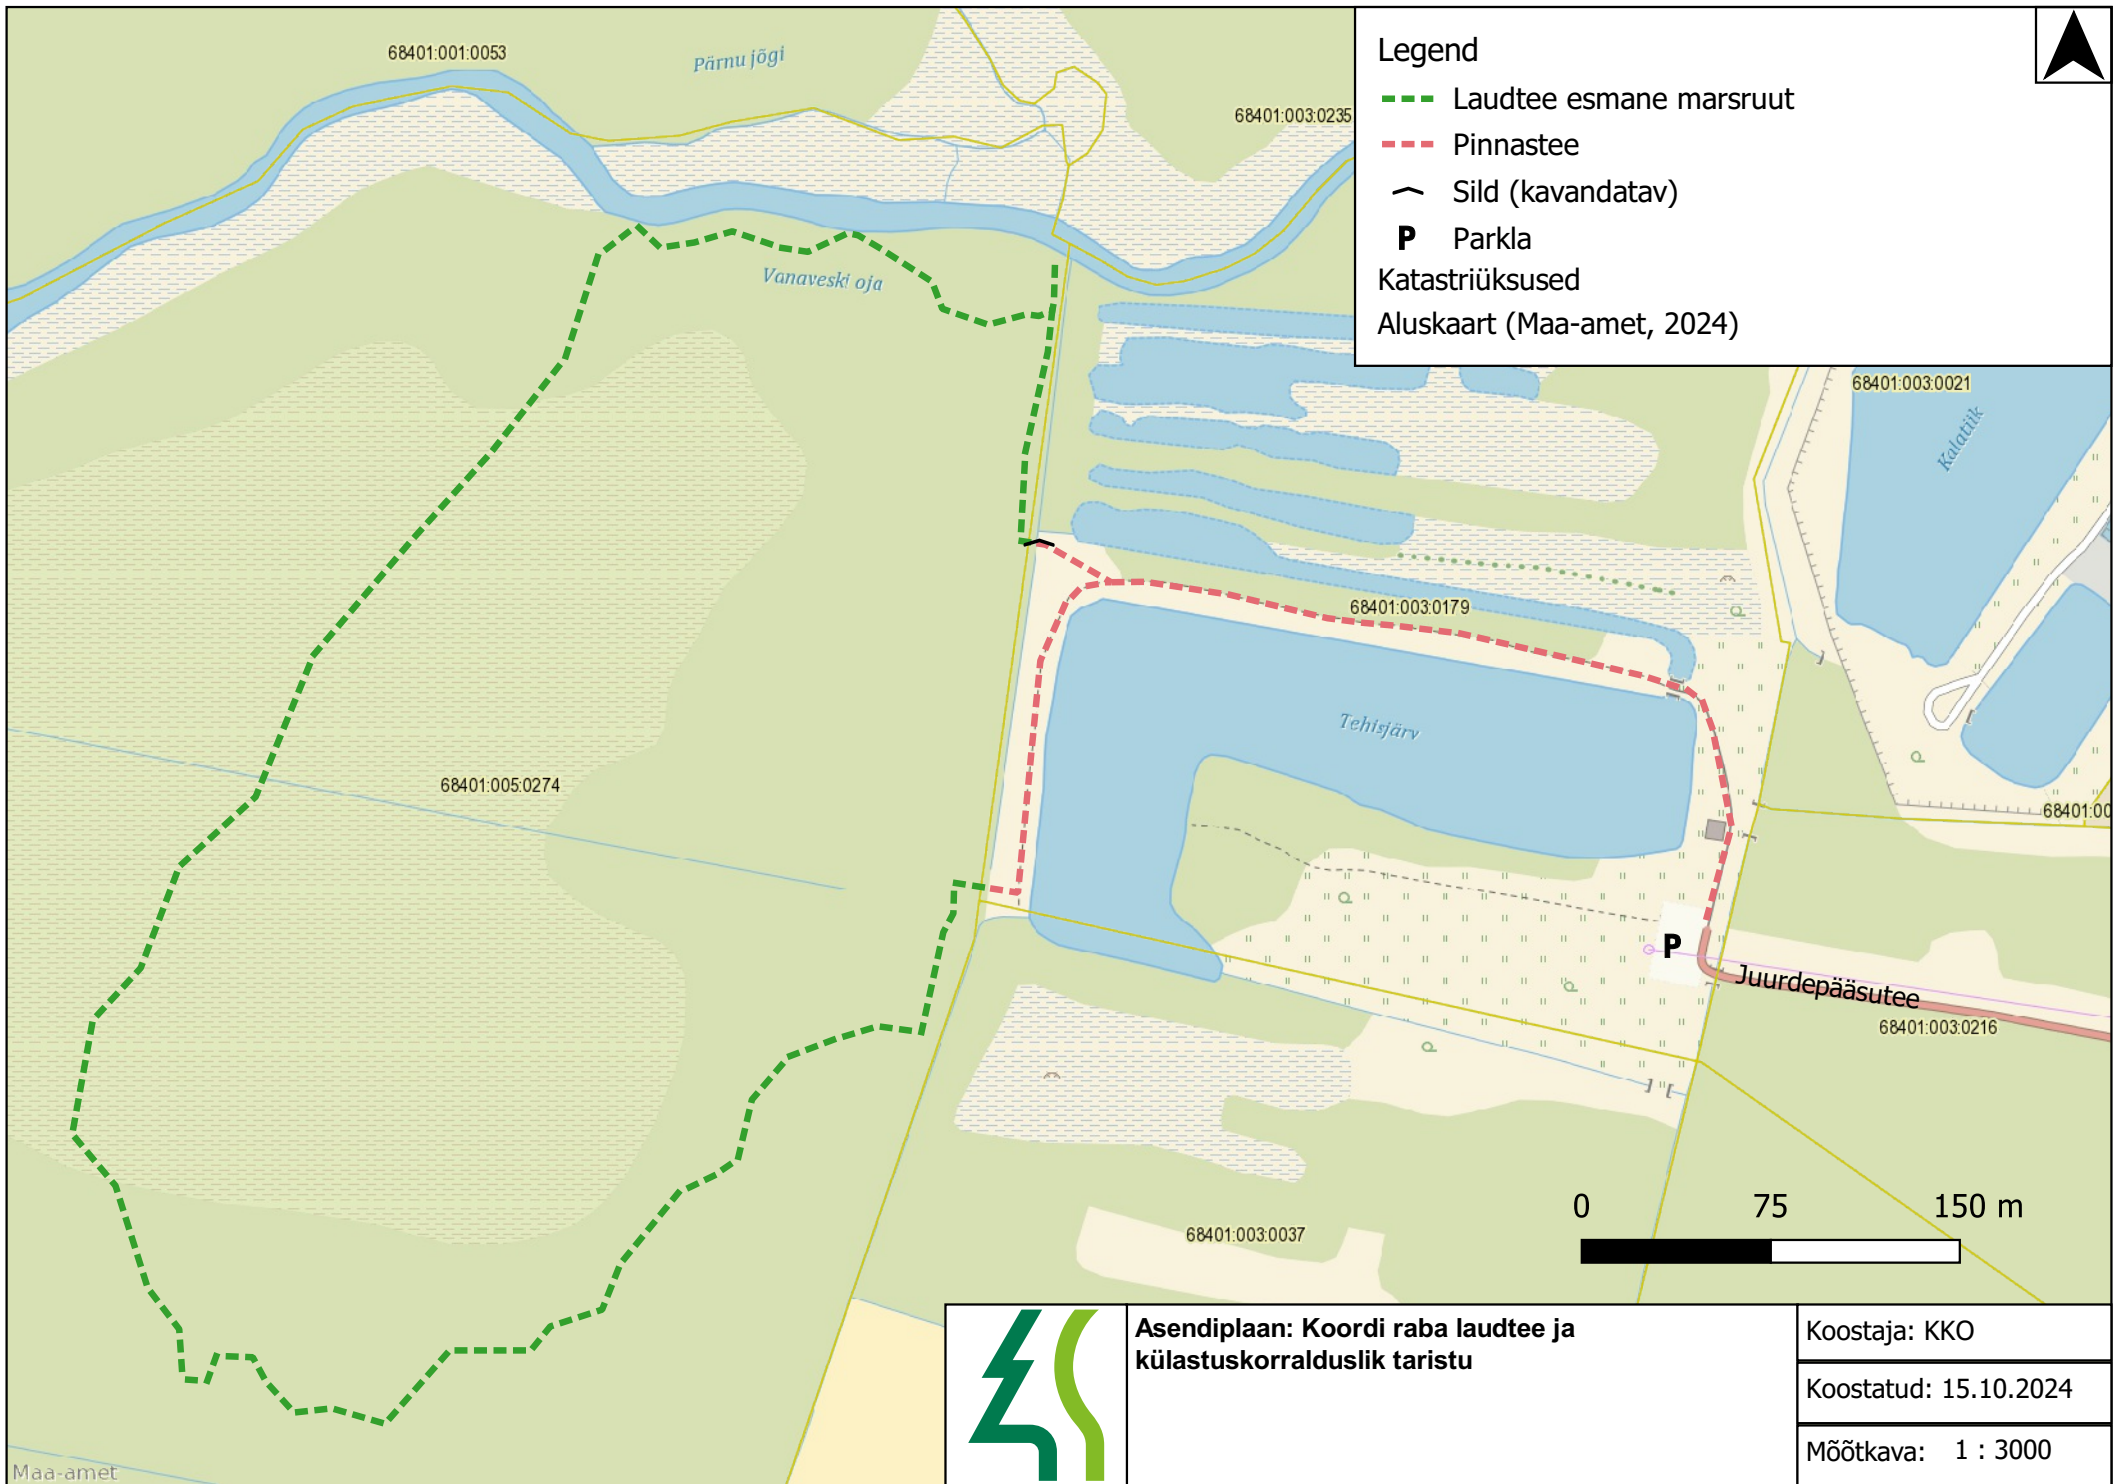 68401:001:0053
Pärnu jõgi
68401:003:0235
Legend
Laudtee esmane marsruut
Pinnastee
Sild (kavandatav)
P Parkla
Katastriüksused
Aluskaart (Maa-amet, 2024)
Vanaveski oja
68401:003:0021
Kalatiik
68401:003:0179
Tehisjärv
68401:005:0274
68401:00
P
Juurdepääsutee
68401:003:0216
0 75 150 m
68401:003:0037
Asendiplaan: Koordi raba laudtee ja
külastuskorralduslik taristu
Koostaja: KKO
Koostatud: 15.10.2024
Mõõtkava: 1 : 3000
Maa-amet